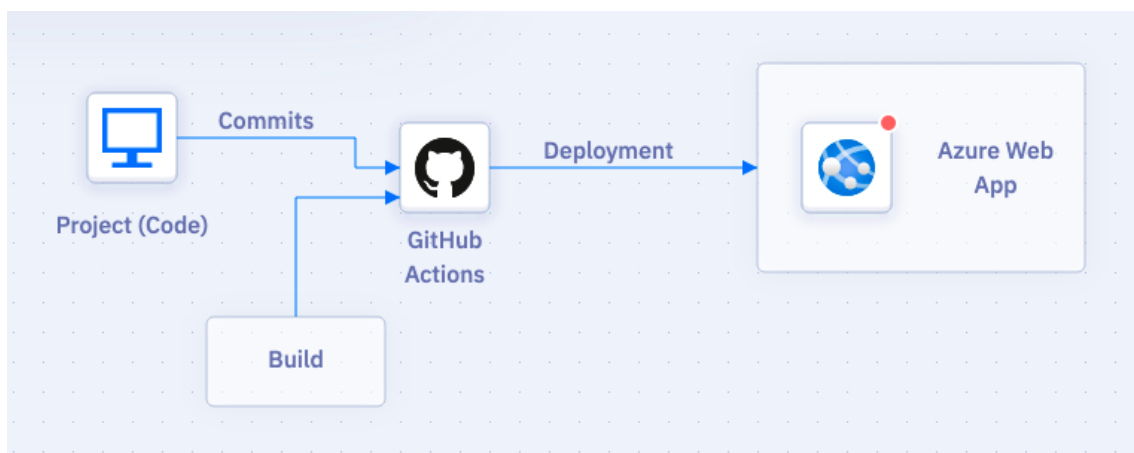 Commits
Project (Code)
GitHub
Actions
Build
Deployment
Azure Web
App